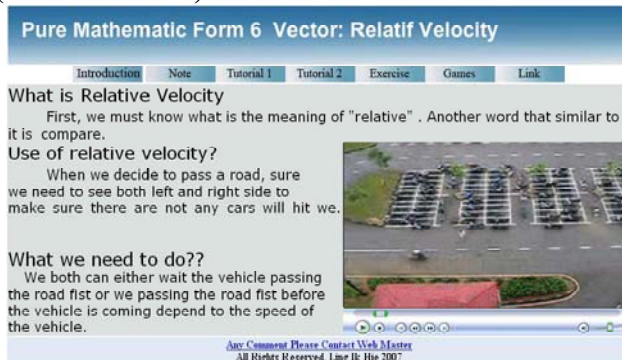 Pure Mathematic Form 6 Vector: Relatif Velocity
Introduction Note Tutorial 1 Tutorial 2 Exercise Games Link
What is Relative Velocity
First, we must know what is the meaning of "relative" . Another word that similar to
it is compare.
Use of relative velocity?
When we decide to pass a road, sure
we need to see both left and right side to
make sure there are not any cars will hit we.
What we need to do??
We both can either wait the vehicle passing
the road fist or we passing the road fist before
the vehicle is coming depend to the speed of
the vehicle.
Any Comment Please Contact Web Master
All Rights Reserved, Ling Ik Hie 2007